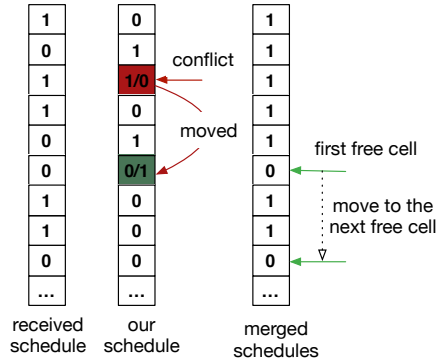 1 0 1
0 1 1
conflict
1 1/0 1
1 0 1
moved
0 1 1
first free cell
0 0/1 0
1 0 1
move to the
next free cell
1 0 1
0 0 0
... ... ...
received
schedule
our
schedule
merged
schedules